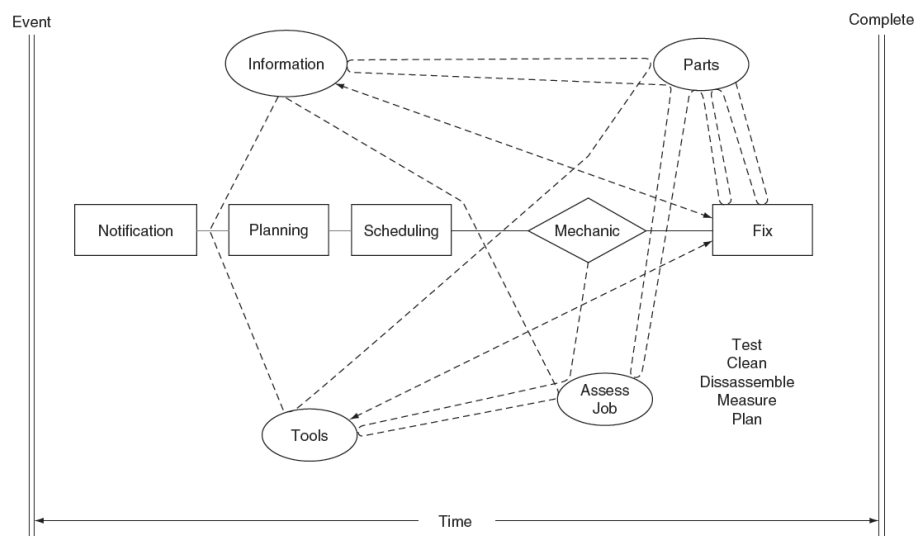 Event
Complete
Information
Parts
Notification
Planning
Scheduling
Mechanic
Fix
Test
Clean
Dissassemble
Measure
Plan
Assess
Job
Tools
Time